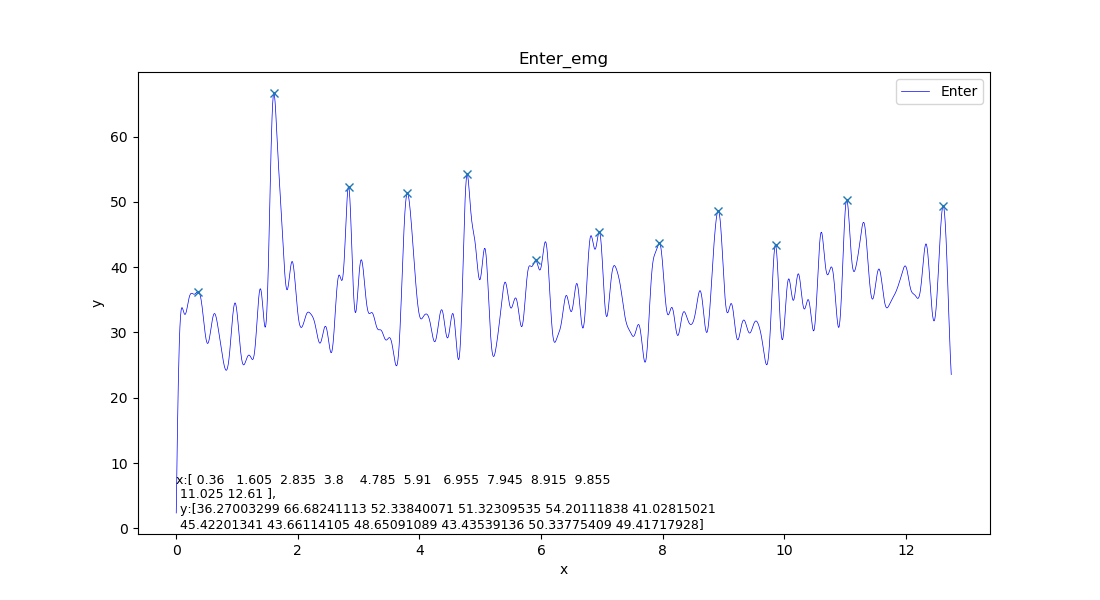 Enter_emg
Enter
60
50
40
30
20
10
0
y
x:[ 0.36   1.605  2.835  3.8    4.785  5.91   6.955  7.945  8.915  9.855
11.025 12.61 ],
y:[36.27003299 66.68241113 52.33840071 51.32309535 54.20111838 41.02815021
45.42201341 43.66114105 48.65091089 43.43539136 50.33775409 49.41717928]
0 2 4 6 8 10 12
x